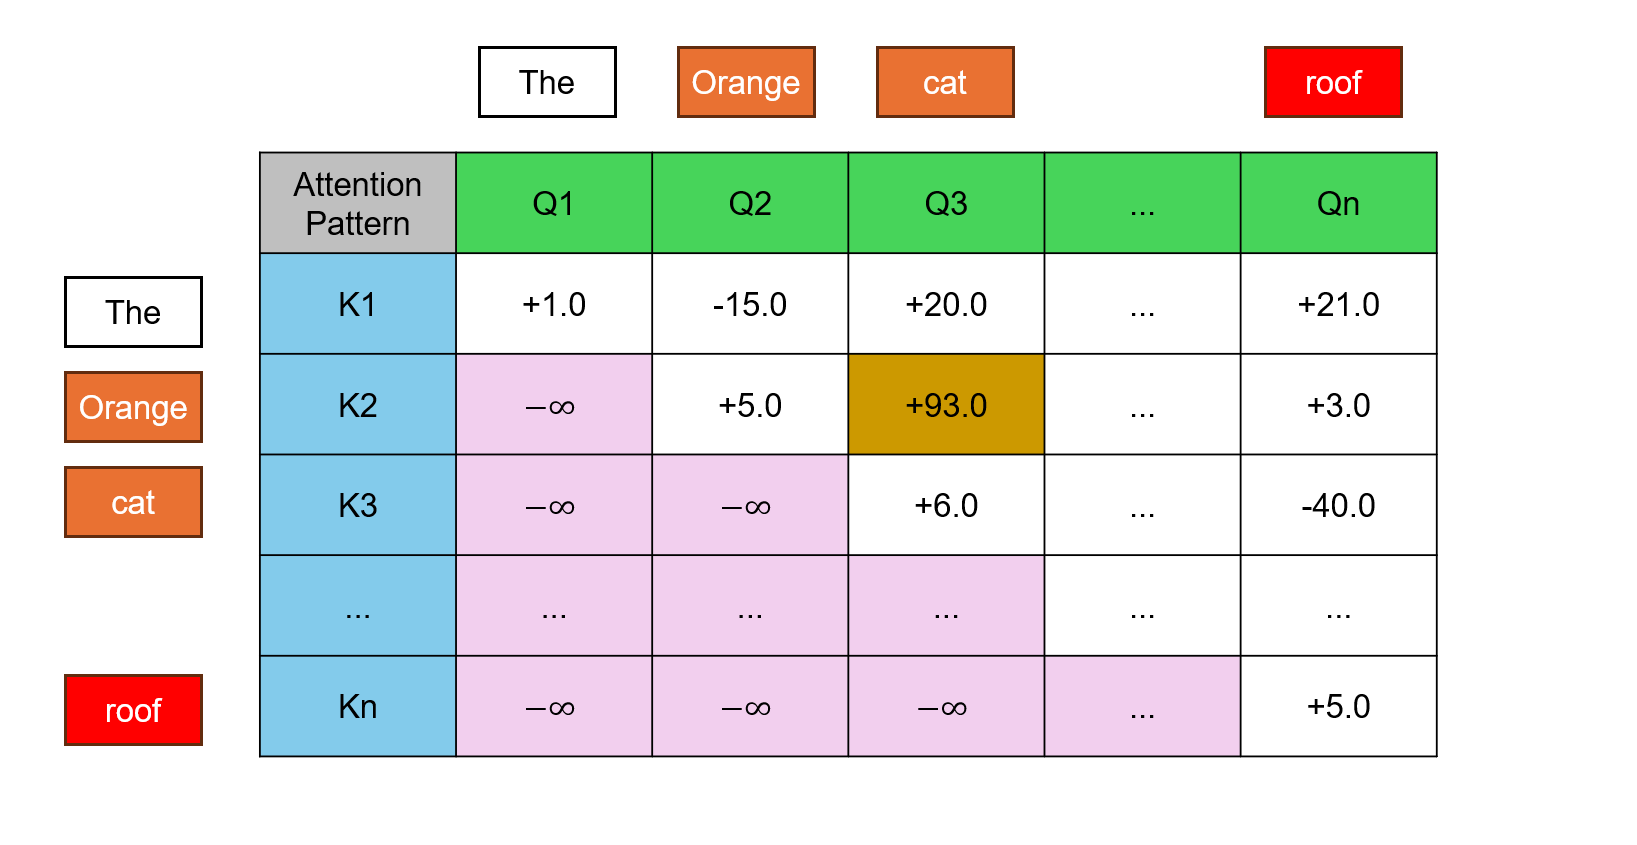 The Orange cat roof
Attention
Pattern Q1 Q2 Q3 ... Qn
The K1 +1.0 -15.0 +20.0 ... +21.0
Orange K2 −∞ +5.0 +93.0 ... +3.0
cat K3 −∞ −∞ +6.0 ... -40.0
... ... ... ... ... ...
roof Kn −∞ −∞ −∞ ... +5.0